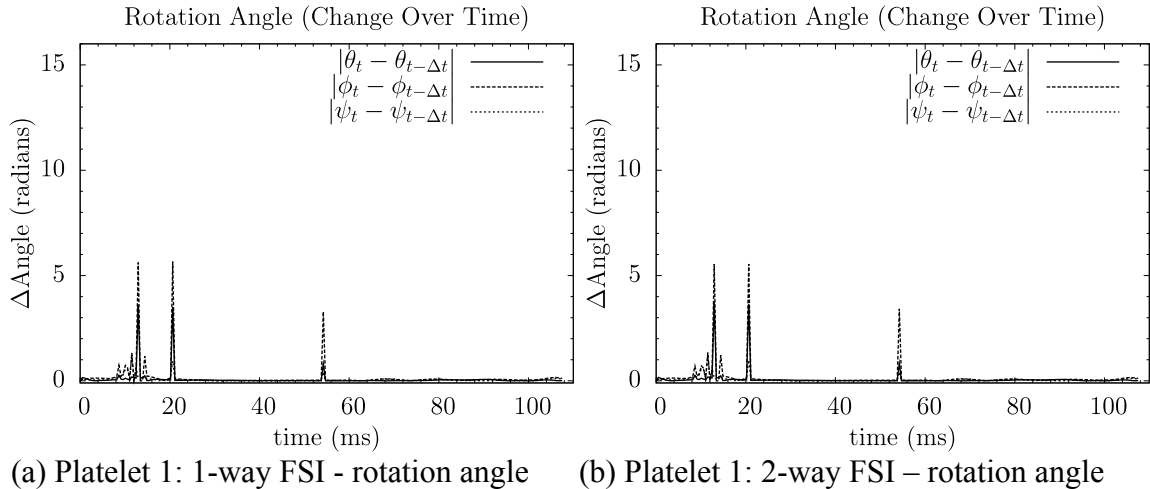 Rotation Angle (Change Over Time)
|θt − θt−Δt|
|ϕt − ϕt−Δt|
|ψt − ψt−Δt|
ΔAngle (radians)
15
10
5
0
0 20 40 60 80 100
time (ms)
(a) Platelet 1: 1-way FSI - rotation angle
Rotation Angle (Change Over Time)
|θt − θt−Δt|
|ϕt − ϕt−Δt|
|ψt − ψt−Δt|
ΔAngle (radians)
15
10
5
0
0 20 40 60 80 100
time (ms)
(b) Platelet 1: 2-way FSI – rotation angle